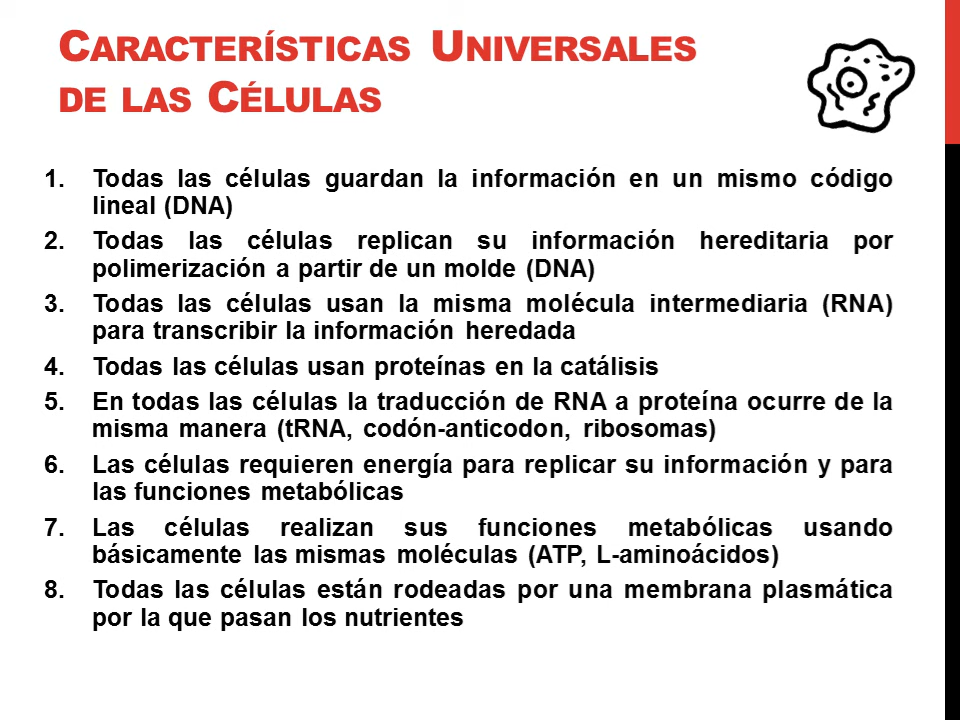 Características Universales
de las Células
1. Todas las células guardan la información en un mismo código
lineal (DNA)
2. Todas las células replican su información hereditaria por
polimerización a partir de un molde (DNA)
3. Todas las células usan la misma molécula intermediaria (RNA)
para transcribir la información heredada
4. Todas las células usan proteínas en la catálisis
5. En todas las células la traducción de RNA a proteína ocurre de la
misma manera (tRNA, codón-anticodon, ribosomas)
6. Las células requieren energía para replicar su información y para
las funciones metabólicas
7. Las células realizan sus funciones metabólicas usando
básicamente las mismas moléculas (ATP, L-aminoácidos)
8. Todas las células están rodeadas por una membrana plasmática
por la que pasan los nutrientes